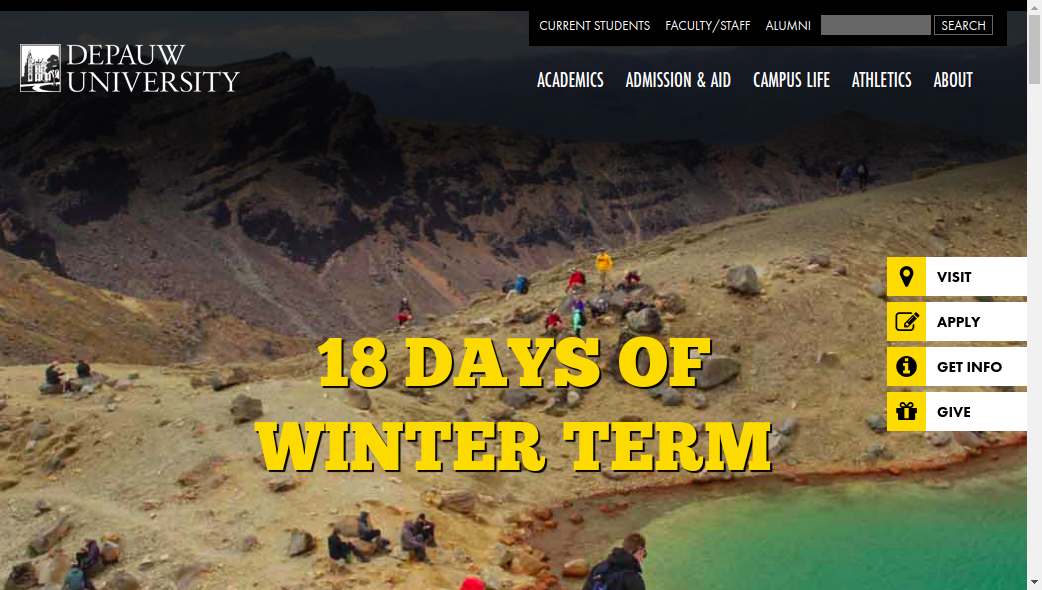 CURRENT STUDENTS FACULTY/STAFF ALUMNI SEARCH
DEPAUW
UNIVERSITY
ACADEMICS ADMISSION & AID CAMPUS LIFE ATHLETICS ABOUT
VISIT
APPLY
GET INFO
GIVE
18 DAYS OF
WINTER TERM